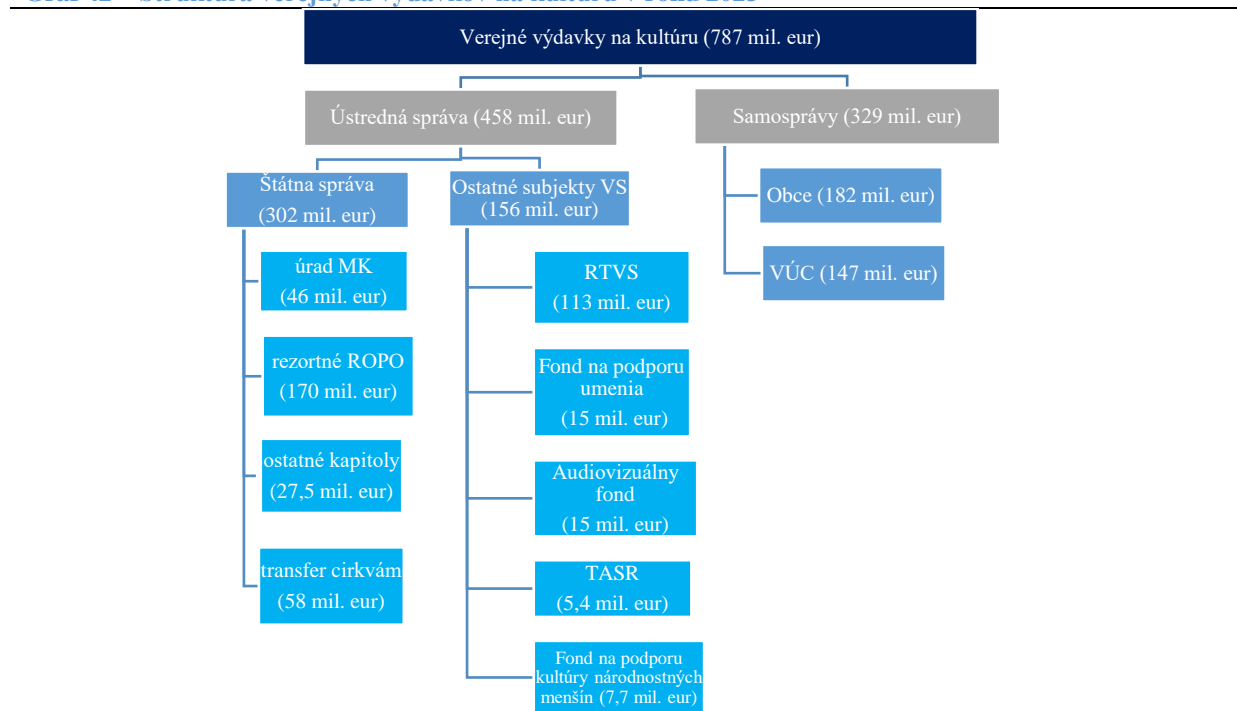 Verejné výdavky na kultúru (787 mil. eur)
Ústredná správa (458 mil. eur)
Samosprávy (329 mil. eur)
Štátna správa
(302 mil. eur)
úrad MK
(46 mil. eur)
rezortné ROPO
(170 mil. eur)
ostatné kapitoly
(27,5 mil. eur)
transfer cirkvám
(58 mil. eur)
Ostatné subjekty VS
(156 mil. eur)
RTVS
(113 mil. eur)
Fond na podporu
umenia
(15 mil. eur)
Audiovizuálny
fond
(15 mil. eur)
TASR
(5,4 mil. eur)
Fond na podporu
kultúry národnostných
menšín (7,7 mil. eur)
Obce (182 mil. eur)
VÚC (147 mil. eur)